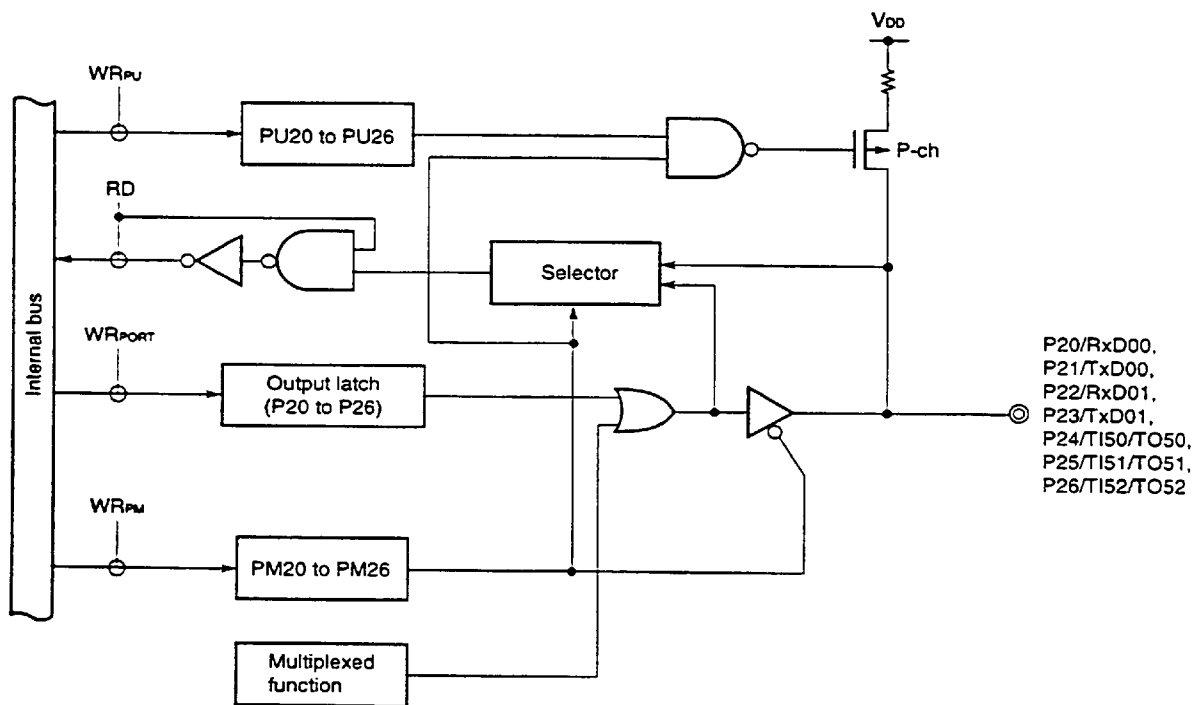 VDD
WRPU
PU20 to PU26
P-ch
RD
Selector
Internal bus
WRPORT
Output latch
(P20 to P26)
P20/RxD00,
P21/TxD00,
P22/RxD01,
P23/TxD01,
P24/TI50/TO50,
P25/TI51/TO51,
P26/TI52/TO52
WRPM
PM20 to PM26
Multiplexed
function